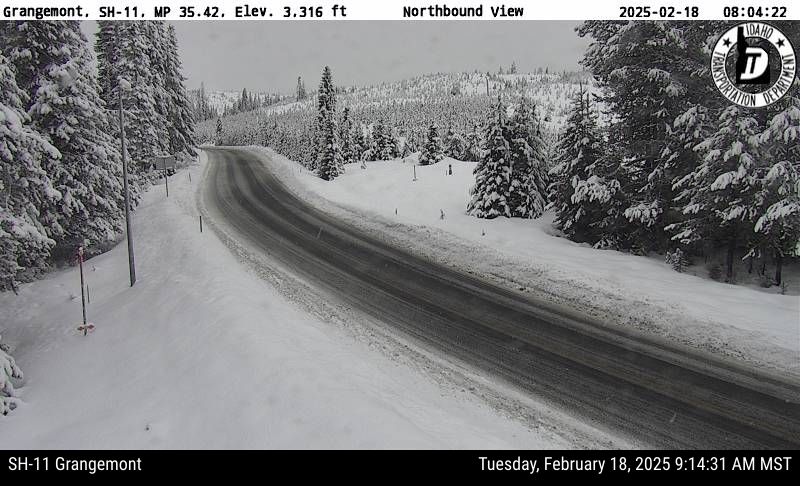 Grangemont, SH-11, MP 35.42, Elev. 3,316 ft Northbound View 2025-02-18 08:04:22
IDAHO
TRANSPORTATION DEPARTMENT
SH-11 Grangemont Tuesday, February 18, 2025 9:14:31 AM MST